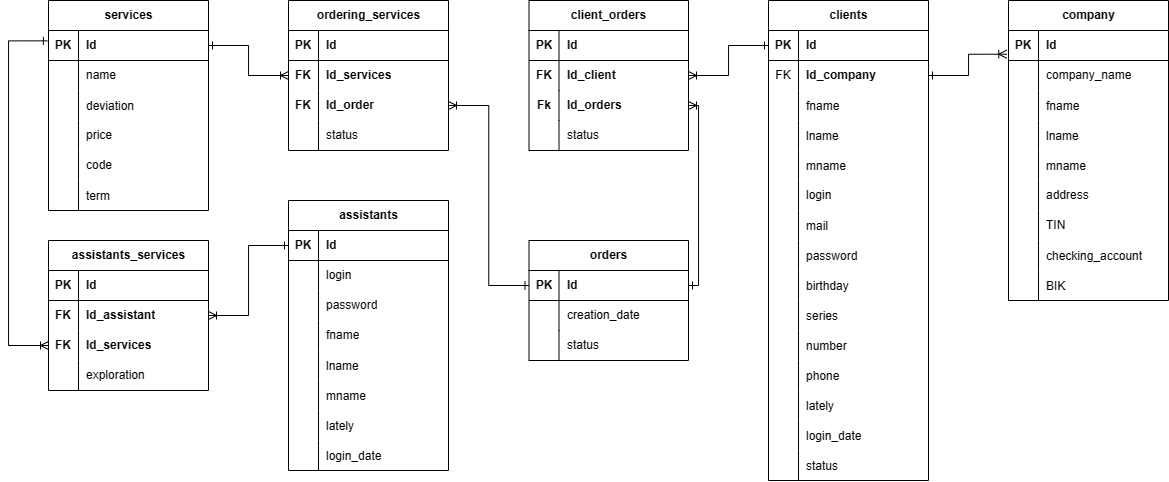 services
PK Id
name
deviation
price
code
term
ordering_services
PK Id
FK Id_services
FK Id_order
status
client_orders
PK Id
FK Id_client
Fk Id_orders
status
clients
PK Id
FK Id_company
fname
lname
mname
login
mail
password
birthday
series
number
phone
lately
login_date
status
company
PK Id
company_name
fname
lname
mname
address
TIN
checking_account
BIK
assistants_services
PK Id
FK Id_assistant
FK Id_services
exploration
assistants
PK Id
login
password
fname
lname
mname
lately
login_date
orders
PK Id
creation_date
status